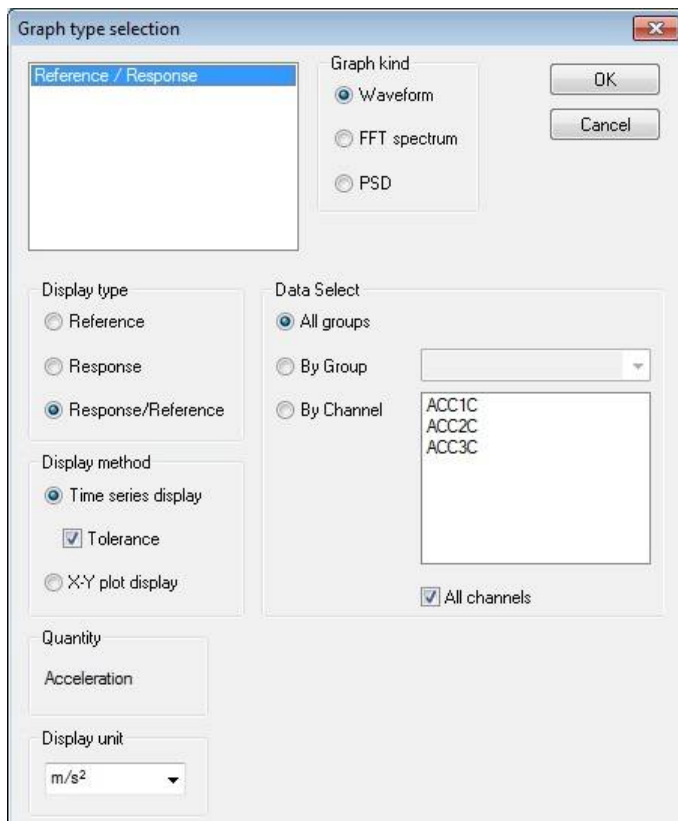 Graph type selection
Reference / Response
Graph kind
Waveform
FFT spectrum
PSD
OK
Cancel
Display type
Reference
Response
Response/Reference
Data Select
All groups
By Group
By Channel
ACC1C
ACC2C
ACC3C
All channels
Display method
Time series display
Tolerance
X-Y plot display
Quantity
Acceleration
Display unit
m/s²